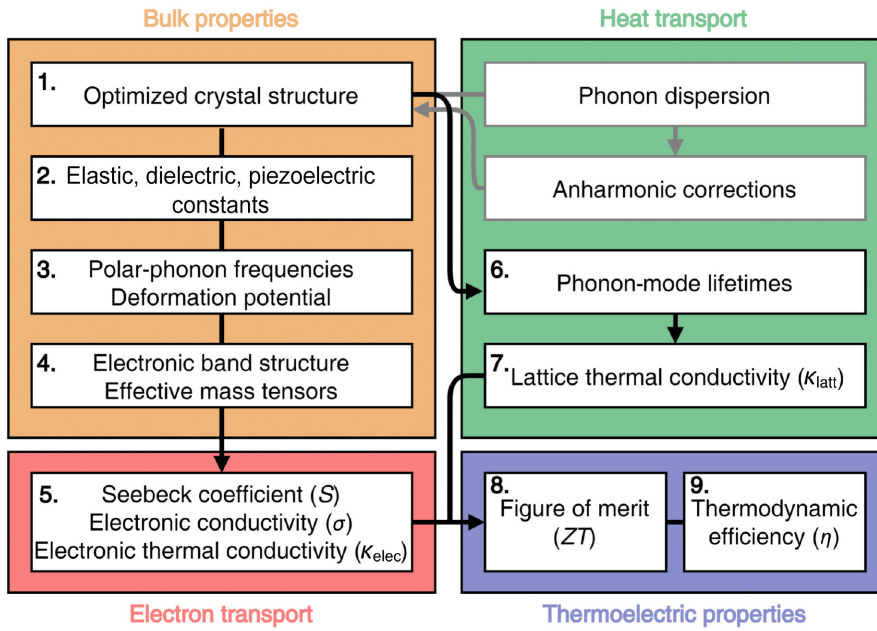 Bulk properties
1.
Optimized crystal structure
2.
Elastic, dielectric, piezoelectric
constants
3.
Polar-phonon frequencies
Deformation potential
4.
Electronic band structure
Effective mass tensors
Heat transport
Phonon dispersion
Anharmonic corrections
6.
Phonon-mode lifetimes
7.
Lattice thermal conductivity (κlatt)
5.
Seebeck coefficient (S)
Electronic conductivity (σ)
Electronic thermal conductivity (κelec)
Electron transport
8.
Figure of merit
(ZT)
9.
Thermodynamic
efficiency (η)
Thermoelectric properties